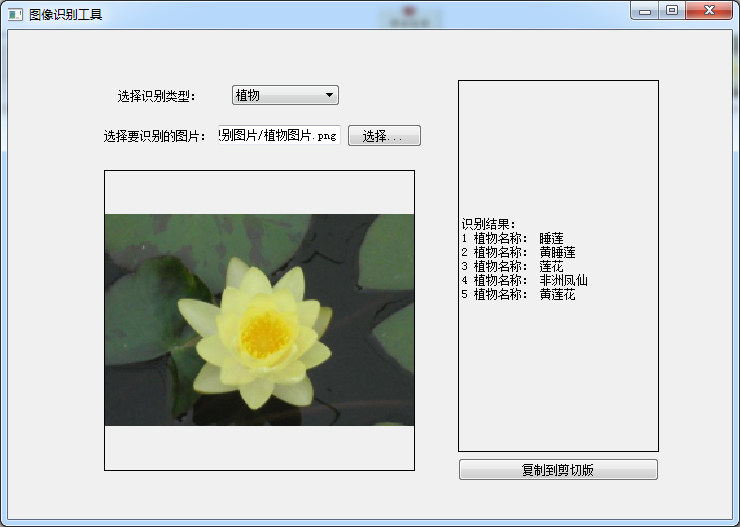 图像识别工具
选择识别类型：
植物
选择要识别的图片：
别图片/植物图片.png
选择...
识别结果：
1 植物名称： 睡莲
2 植物名称： 黄睡莲
3 植物名称： 莲花
4 植物名称： 非洲凤仙
5 植物名称： 黄莲花
复制到剪切版